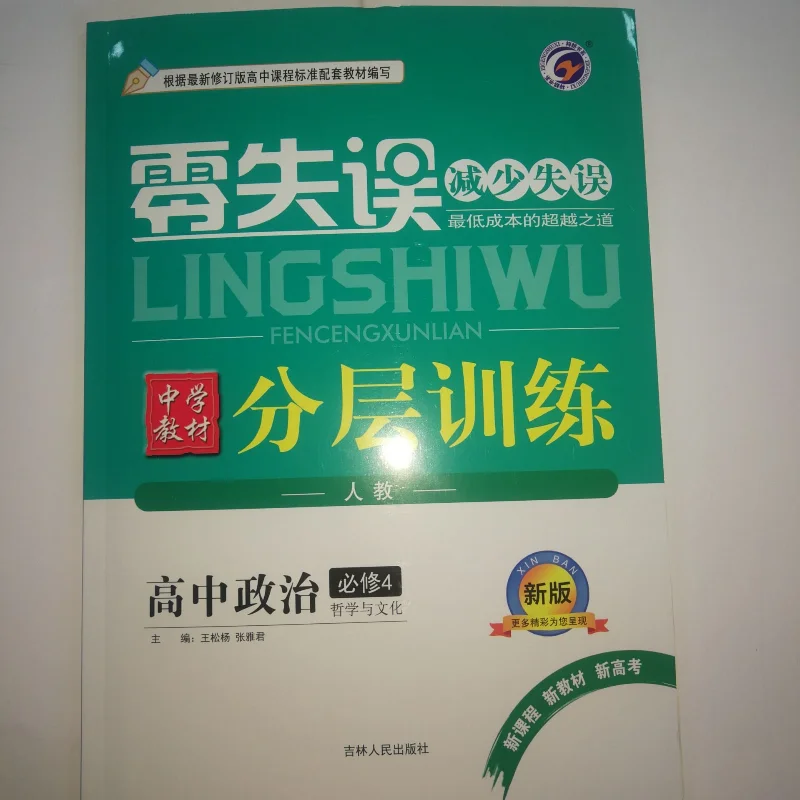 根据最新修订版高中课程标准配套教材编写
零失误
减少失误
最低成本的超越之道
LINGSHIWU
FENCENGXUNLIAN
中学
教材
分层训练
人教
高中政治
必修4
哲学与文化
主 编：王松杨 张雅君
XIN BAN
新版
更多精彩为您呈现
新课程 新教材 新高考
吉林人民出版社